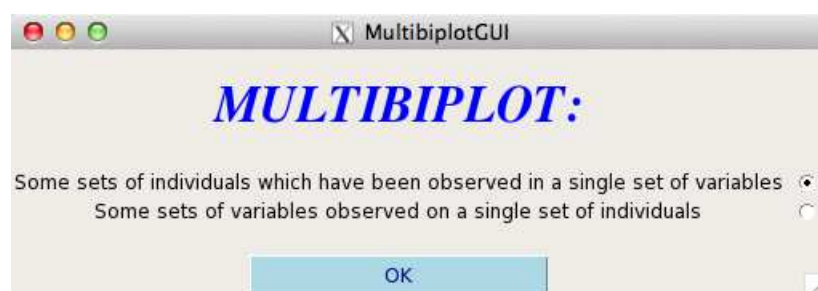 MultibiplotGUI
MULTIBIPLOT:
Some sets of individuals which have been observed in a single set of variables
Some sets of variables observed on a single set of individuals
OK